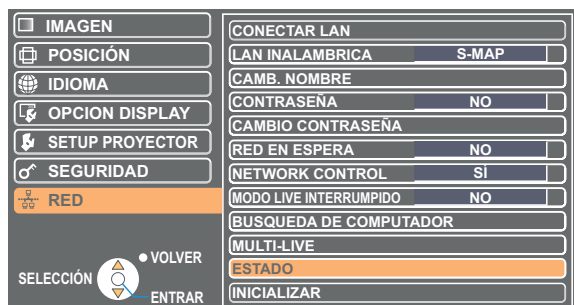 IMAGEN
POSICIÓN
IDIOMA
OPCION DISPLAY
SETUP PROYECTOR
SEGURIDAD
RED
VOLVER
SELECCIÓN
ENTRAR
CONECTAR LAN
LAN INALAMBRICA S-MAP
CAMB. NOMBRE
CONTRASEÑA NO
CAMBIO CONTRASEÑA
RED EN ESPERA NO
NETWORK CONTROL SÌ
MODO LIVE INTERRUMPIDO NO
BUSQUEDA DE COMPUTADOR
MULTI-LIVE
ESTADO
INICIALIZAR